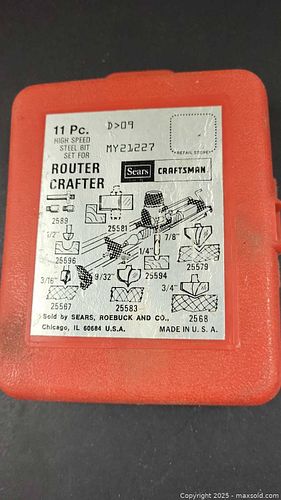 11 Pc.
HIGH SPEED
STEEL BIT
SET FOR
ROUTER
CRAFTER
D>09
MY21227
RETAIL STORE
Sears CRAFTSMAN
2589
25581
1/2"
7/8"
25596
1/4"
25594
25579
3/16"
9/32"
3/4"
25567
25583
2568
Sold by SEARS, ROEBUCK AND CO.,
Chicago, IL 60684 U.S.A.
MADE IN U. S. A.
Copyright © 2025 - maxsold.com